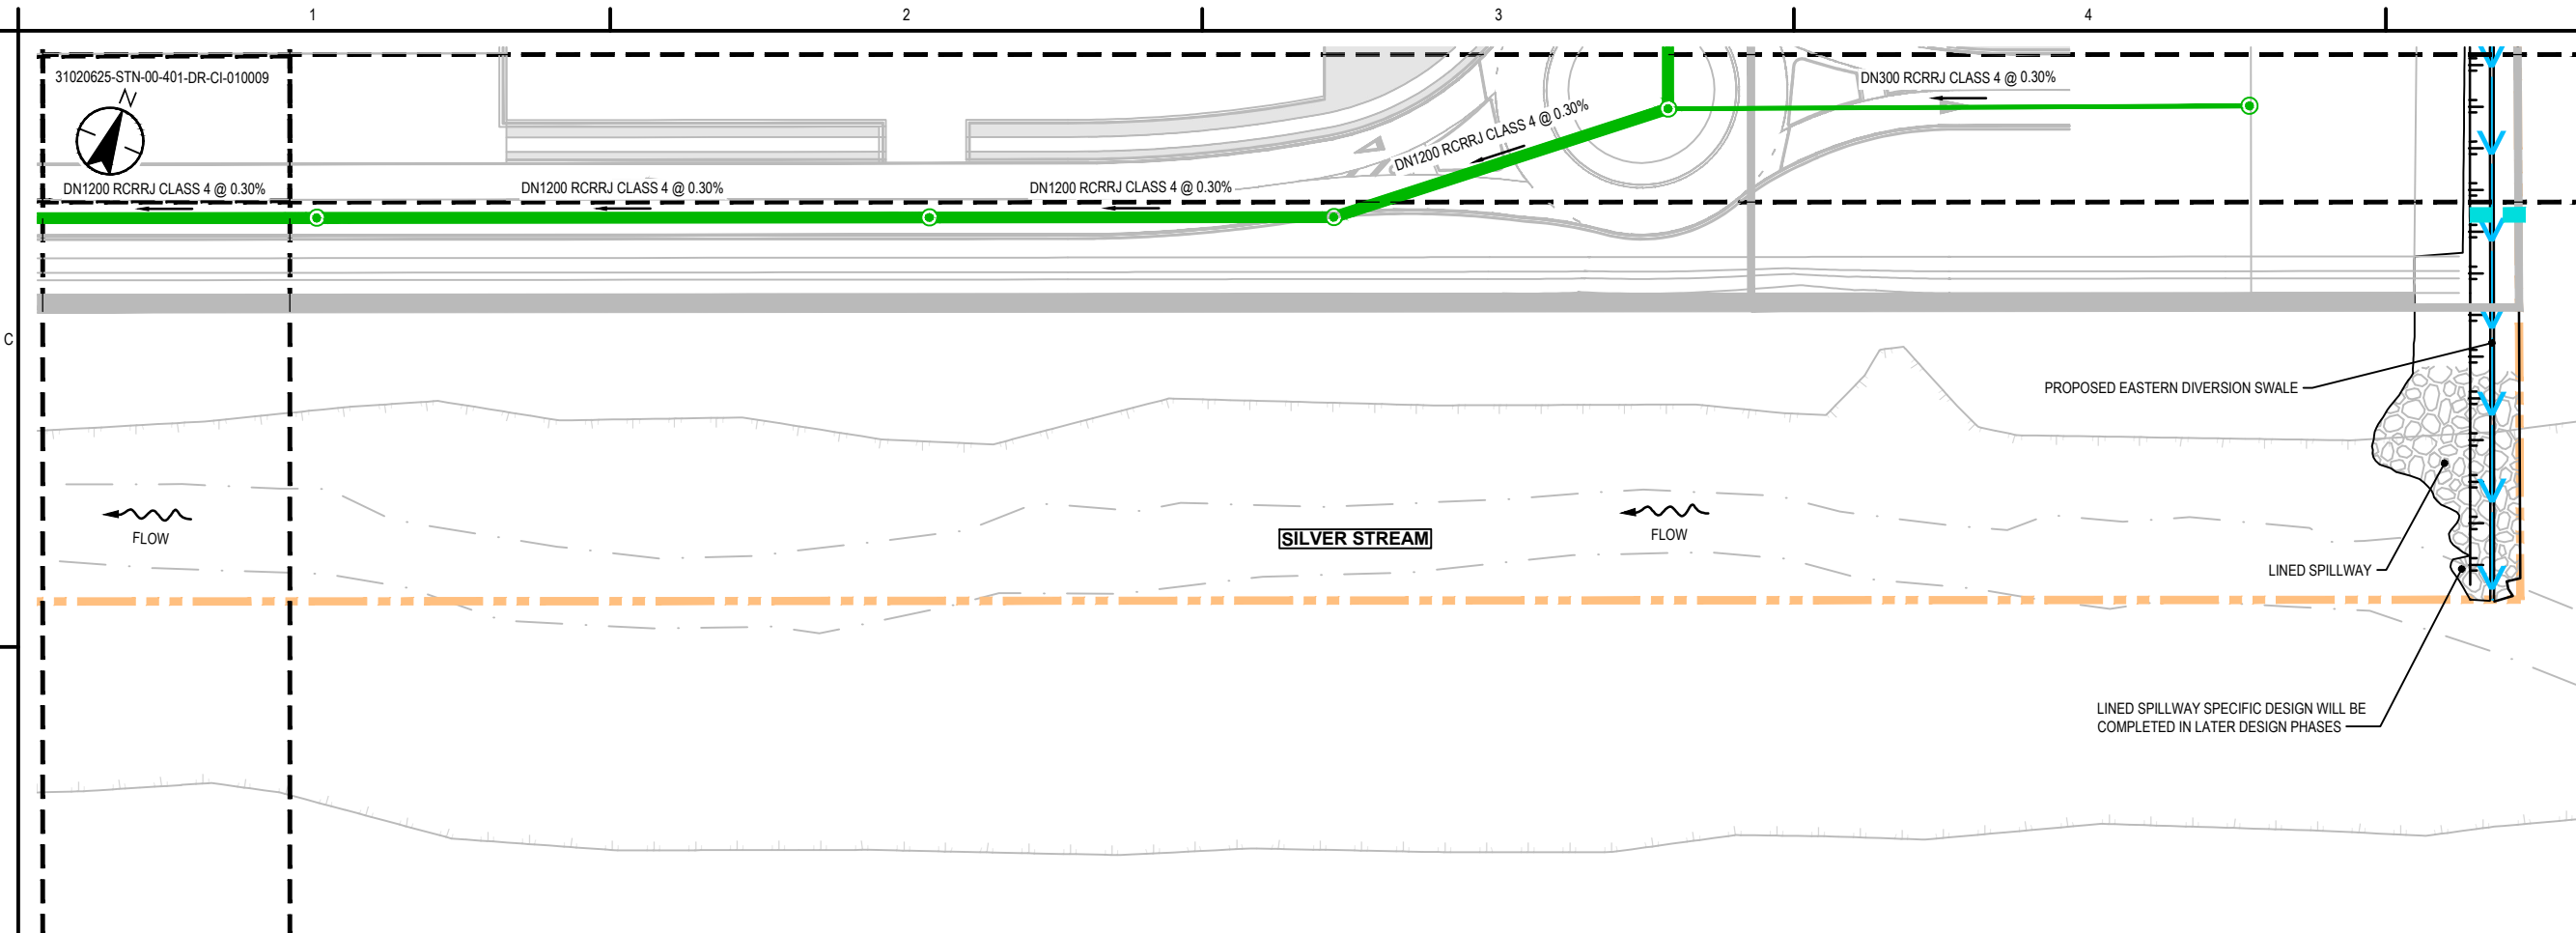 1
2
3
4
31020625-STN-00-401-DR-CI-010009
N
DN300 RCRRJ CLASS 4 @ 0.30%
DN1200 RCRRJ CLASS 4 @ 0.30%
DN1200 RCRRJ CLASS 4 @ 0.30%
DN1200 RCRRJ CLASS 4 @ 0.30%
DN1200 RCRRJ CLASS 4 @ 0.30%
C
PROPOSED EASTERN DIVERSION SWALE
FLOW
SILVER STREAM
FLOW
LINED SPILLWAY
LINED SPILLWAY SPECIFIC DESIGN WILL BE
COMPLETED IN LATER DESIGN PHASES